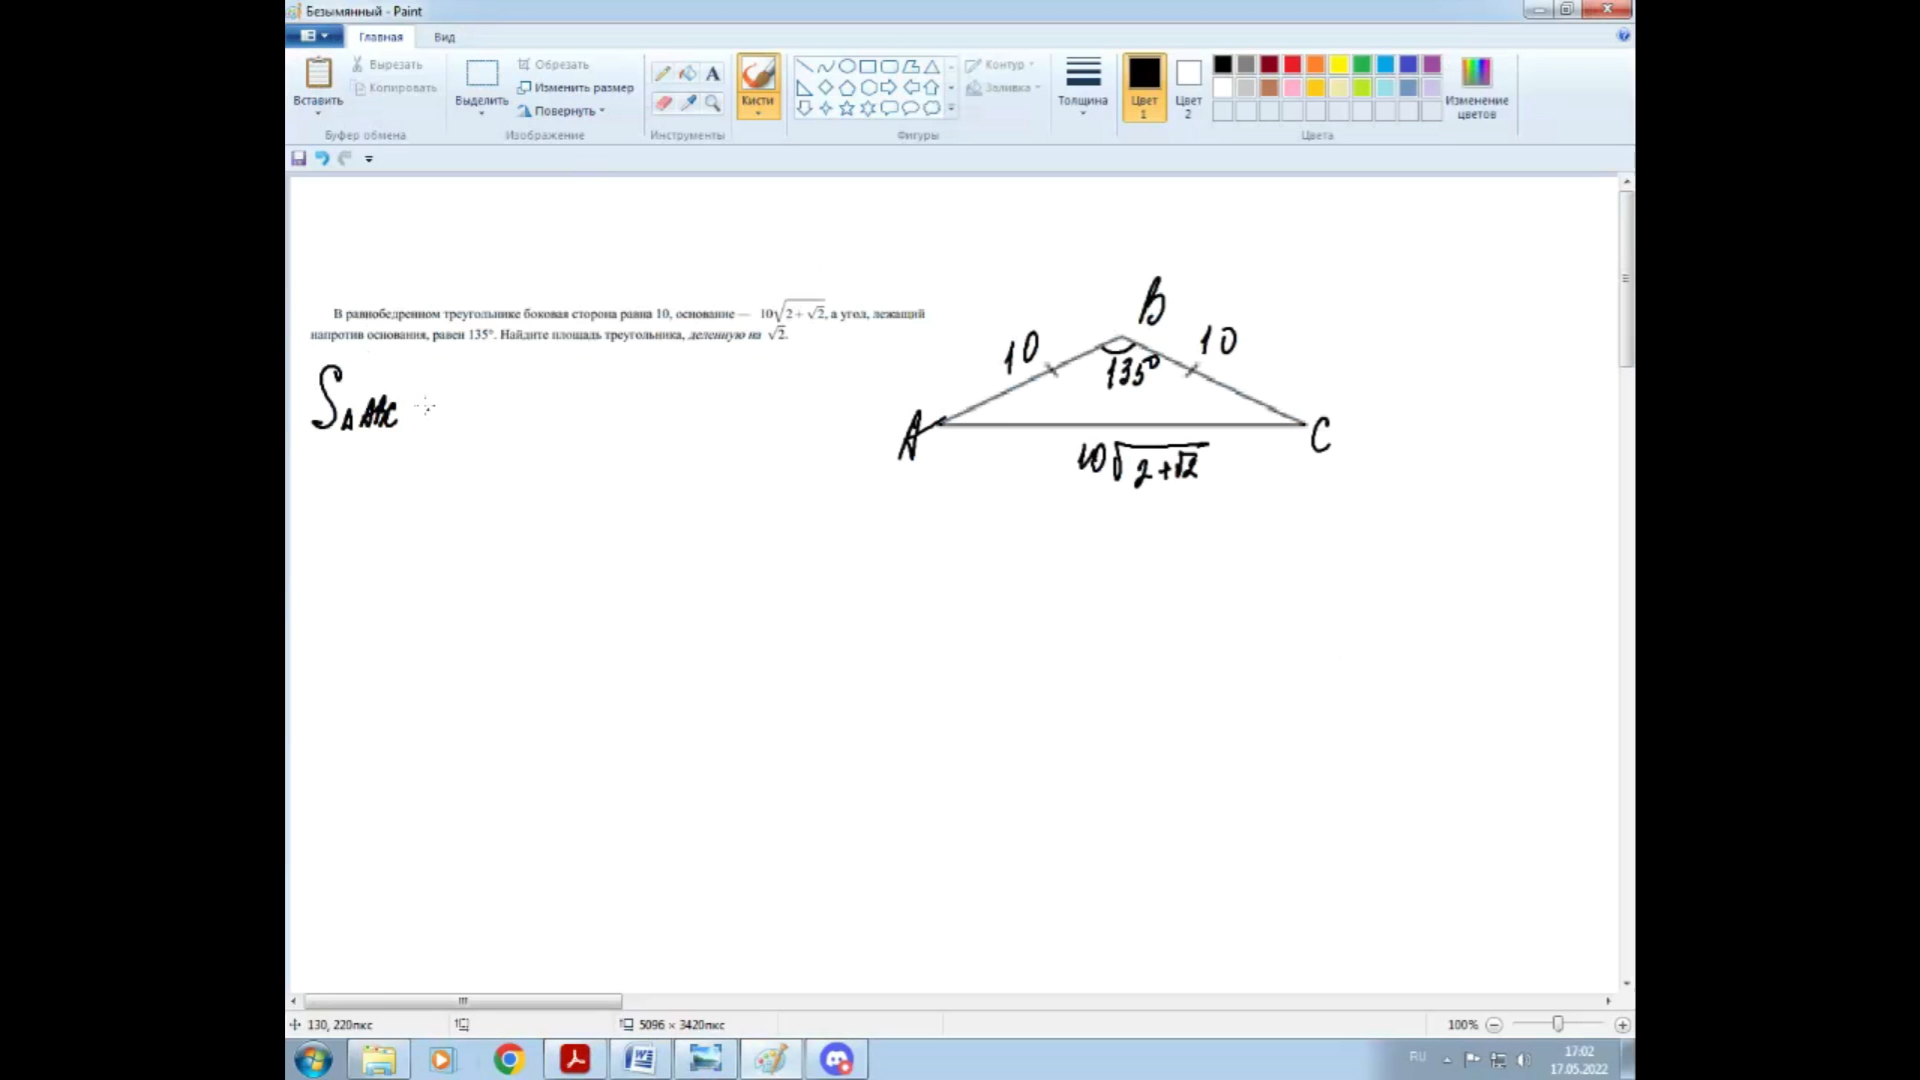 Безымянный - Paint
Главная Вид
Вырезать
Копировать
Вставить
Буфер обмена
Выделить
Обрезать
Изменить размер
Повернуть
Изображение
A
Инструменты
Кисти
Фигуры
Контур
Заливка
Толщина
Цвет 1
Цвет 2
Изменение цветов
Цвета
В равнобедренном треугольнике боковая сторона равна 10, основание — 10√(2+√2), а угол, лежащий
напротив основания, равен 135°. Найдите площадь треугольника, деленную на √2.
S△ABC
B
10
10
135°
A
C
10√(2+√2)
130, 220пкс
5096 × 3420пкс
100%
RU
17:02
17.05.2022